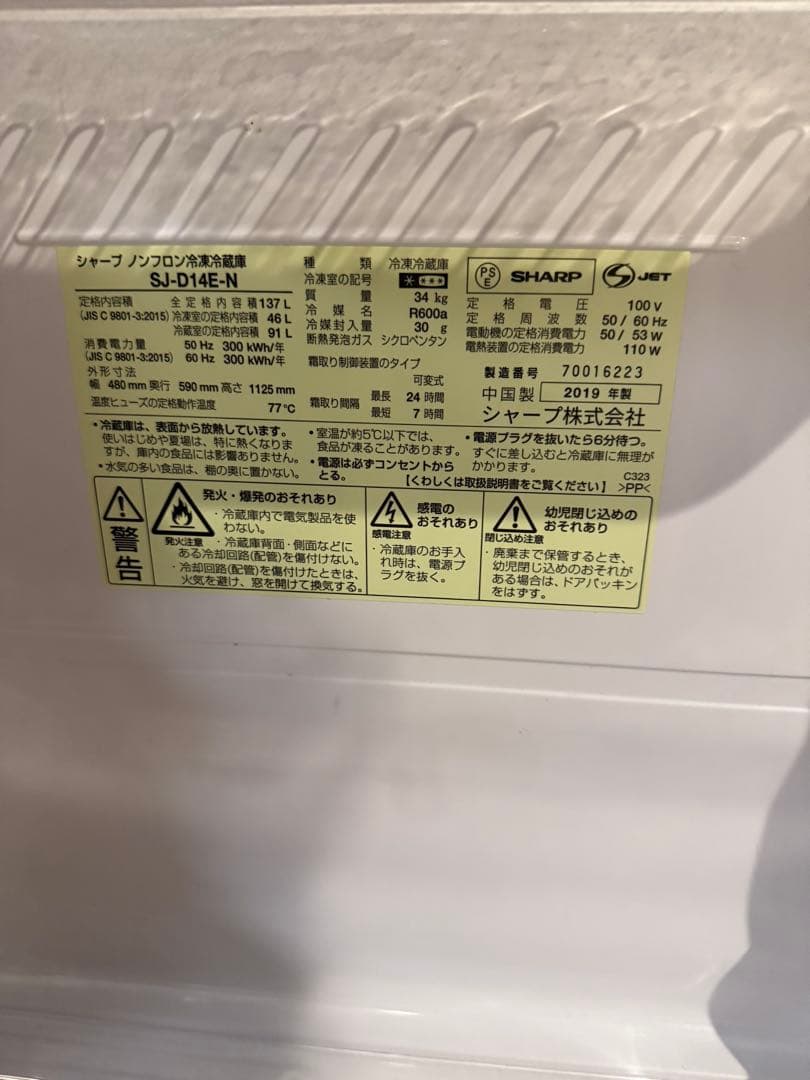 シャープ ノンフロン冷凍冷蔵庫
SJ-D14E-N
定格内容積 全定格内容積 137 L
(JIS C 9801-3:2015) 冷凍室の定格内容積 46 L
冷蔵室の定格内容積 91 L
消費電力量 50 Hz 300 kWh/年
(JIS C 9801-3:2015) 60 Hz 300 kWh/年
外形寸法
幅 480 mm 奥行 590 mm 高さ 1125 mm
温度ヒューズの定格動作温度 77℃
種類 冷凍冷蔵庫
冷凍室の記号 * ***
質量 34 kg
冷媒名 R600a
冷媒封入量 30 g
断熱発泡ガス シクロペンタン
霜取り制御装置のタイプ
可変式
霜取り間隔 最長 24 時間
最短 7 時間
PSE SHARP S JET
定格電圧 100 V
定格周波数 50 / 60 Hz
電動機の定格消費電力 50 / 53 W
電熱装置の定格消費電力 110 W
製造番号 70016223
中国製 2019 年製
シャープ株式会社
・冷蔵庫は、表面から放熱しています。
使いはじめや夏場は、特に熱くなりま
すが、庫内の食品には影響ありません。
・水気の多い食品は、棚の奥に置かない。
・室温が約5℃以下では、
食品が凍ることがあります。
・電源は必ずコンセントから
とる。
・電源プラグを抜いたら6分待つ。
すぐに差し込むと冷蔵庫に無理が
かかります。
【くわしくは取扱説明書をご覧ください】
C323
>PP<
警告
発火注意
発火・爆発のおそれあり
・冷蔵庫内で電気製品を使
わない。
・冷蔵庫背面・側面などに
ある冷却回路(配管)を傷付けない。
・冷却回路(配管)を傷付けたときは、
火気を避け、窓を開けて換気する。
感電注意
感電の
おそれあり
・冷蔵庫のお手入
れ時は、電源プ
ラグを抜く。
閉じ込め注意
幼児閉じ込めの
おそれあり
・廃棄まで保管するとき、
幼児閉じ込めのおそれが
ある場合は、ドアパッキン
をはずす。